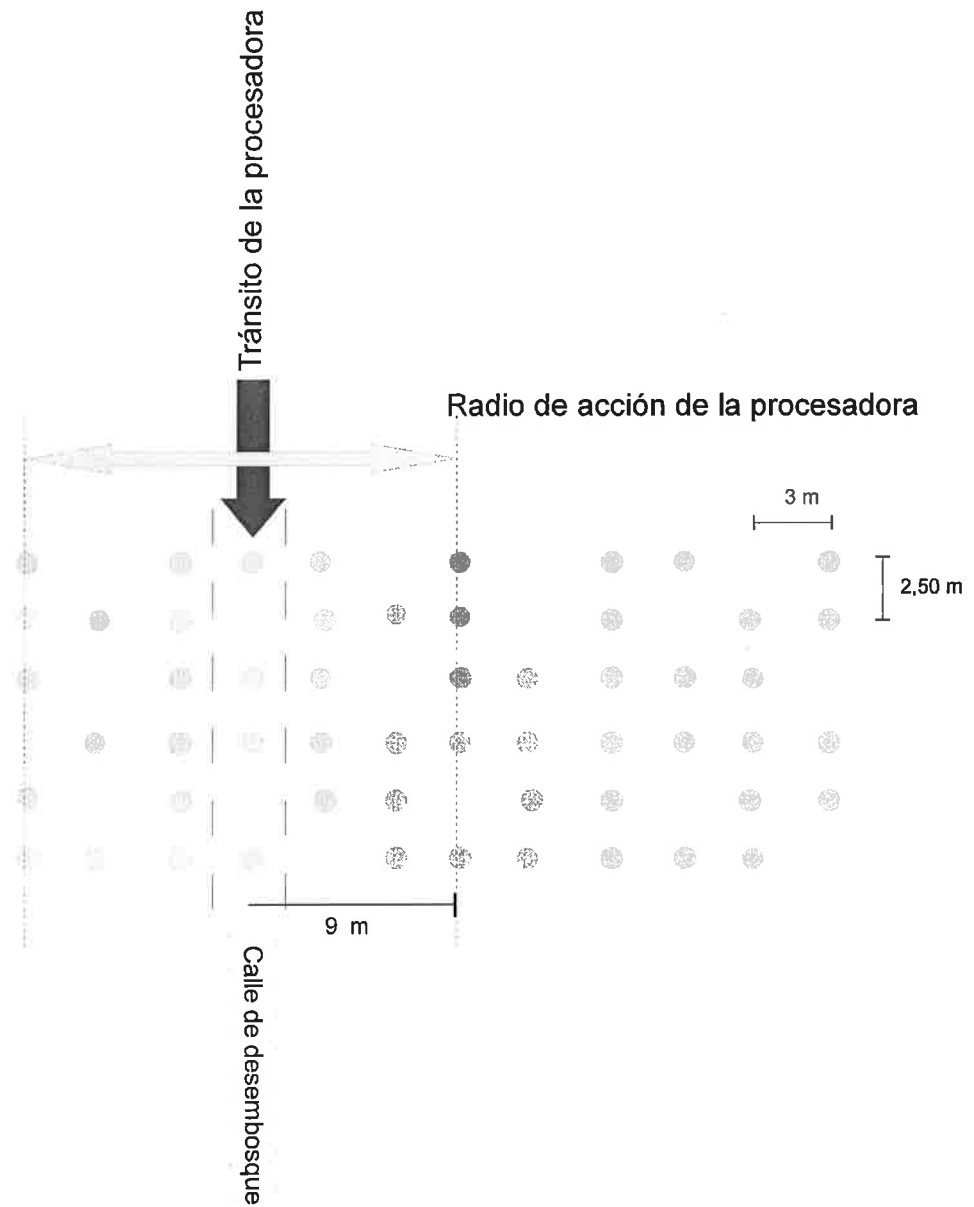 Tránsito de la procesadora
Radio de acción de la procesadora
3 m
2,50 m
9 m
Calle de desembosque